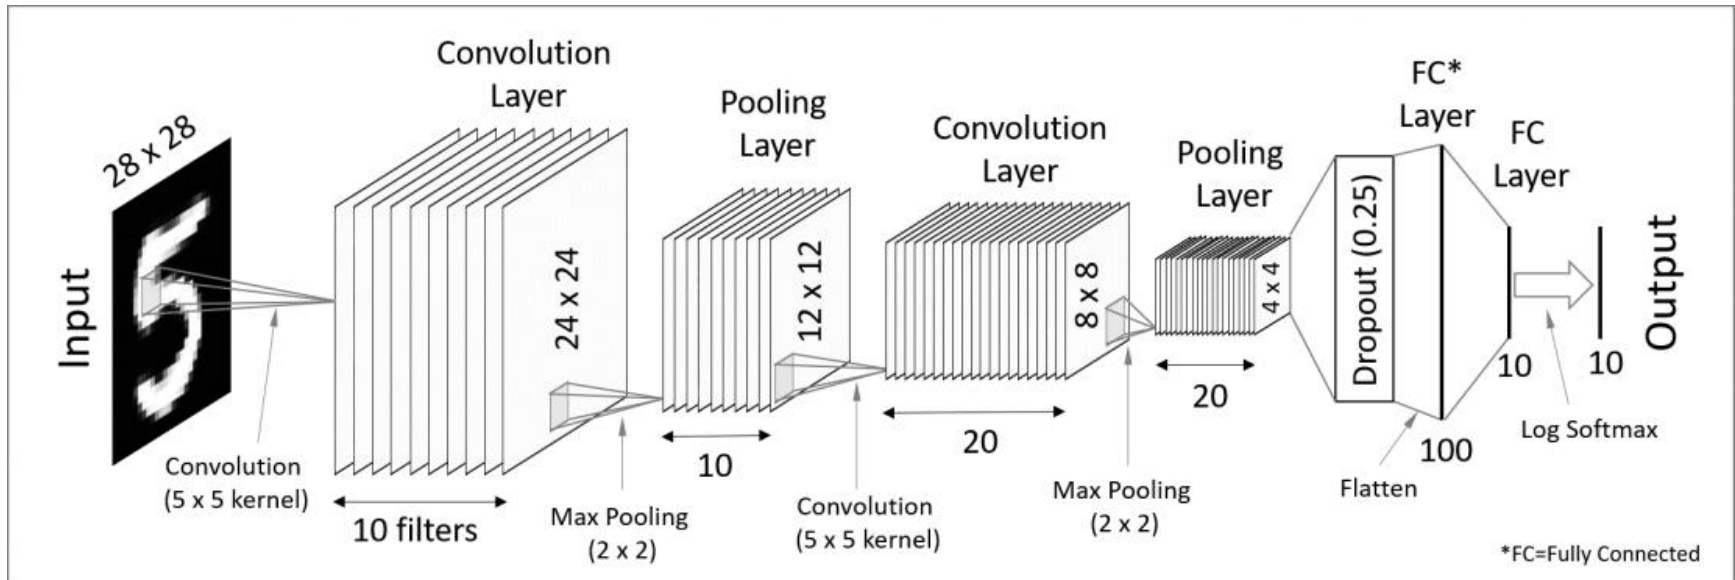 Input
28 x 28
Convolution
(5 x 5 kernel)
Convolution
Layer
24 x 24
10 filters
Max Pooling
(2 x 2)
Pooling
Layer
12 x 12
10
Convolution
(5 x 5 kernel)
Convolution
Layer
8 x 8
20
Max Pooling
(2 x 2)
Pooling
Layer
4 x 4
20
Dropout (0.25)
Flatten
FC*
Layer
100
FC
Layer
10
Log Softmax
10
Output
*FC=Fully Connected